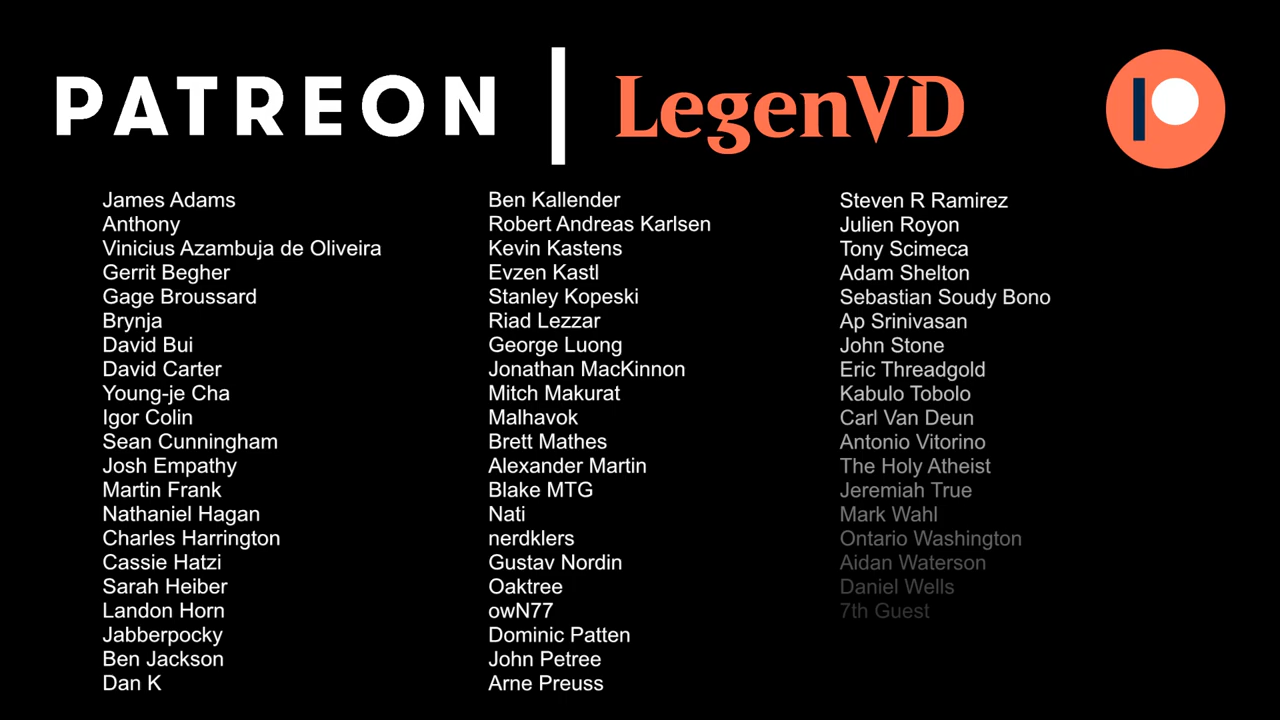 PATREON | LegenVD
James Adams
Anthony
Vinicius Azambuja de Oliveira
Gerrit Begher
Gage Broussard
Brynja
David Bui
David Carter
Young-je Cha
Igor Colin
Sean Cunningham
Josh Empathy
Martin Frank
Nathaniel Hagan
Charles Harrington
Cassie Hatzi
Sarah Heiber
Landon Horn
Jabberpocky
Ben Jackson
Dan K
Ben Kallender
Robert Andreas Karlsen
Kevin Kastens
Evzen Kastl
Stanley Kopeski
Riad Lezzar
George Luong
Jonathan MacKinnon
Mitch Makurat
Malhavok
Brett Mathes
Alexander Martin
Blake MTG
Nati
nerdklers
Gustav Nordin
Oaktree
owN77
Dominic Patten
John Petree
Arne Preuss
Steven R Ramirez
Julien Royon
Tony Scimeca
Adam Shelton
Sebastian Soudy Bono
Ap Srinivasan
John Stone
Eric Threadgold
Kabulo Tobolo
Carl Van Deun
Antonio Vitorino
The Holy Atheist
Jeremiah True
Mark Wahl
Ontario Washington
Aidan Waterson
Daniel Wells
7th Guest